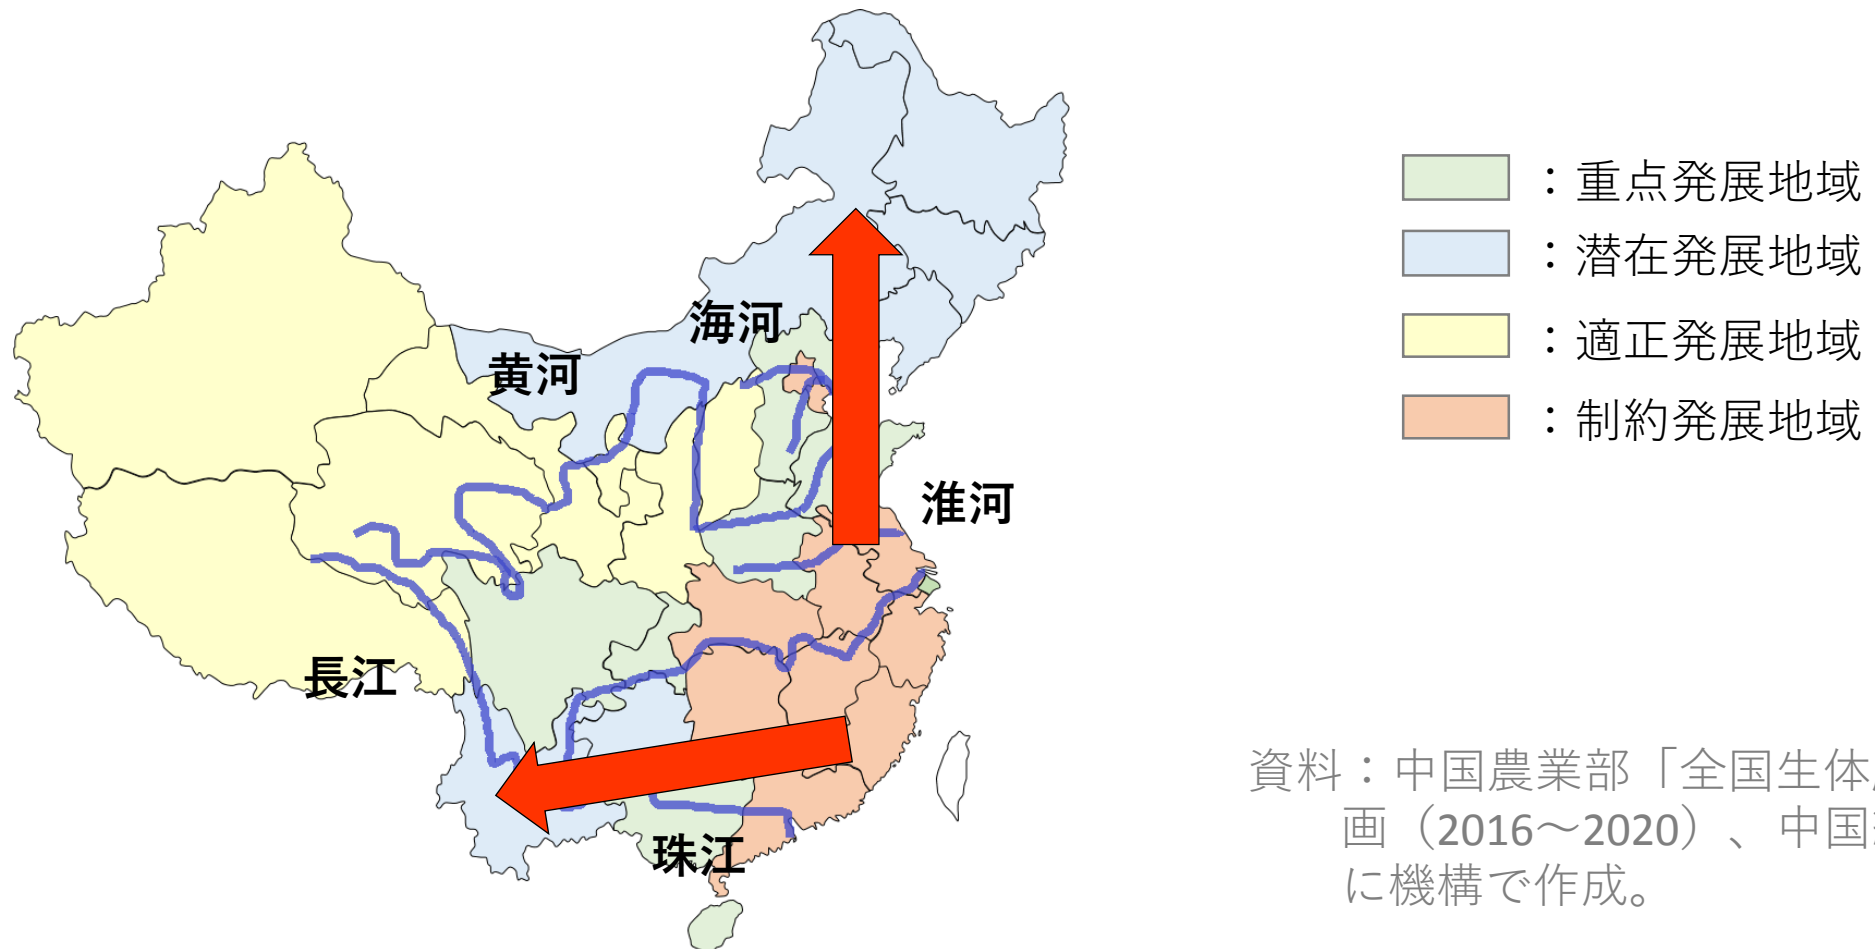 海河
黄河
淮河
長江
珠江
：重点発展地域
：潜在発展地域
：適正発展地域
：制約発展地域
資料：中国農業部「全国生体
画（2016～2020）、中国
に機構で作成。